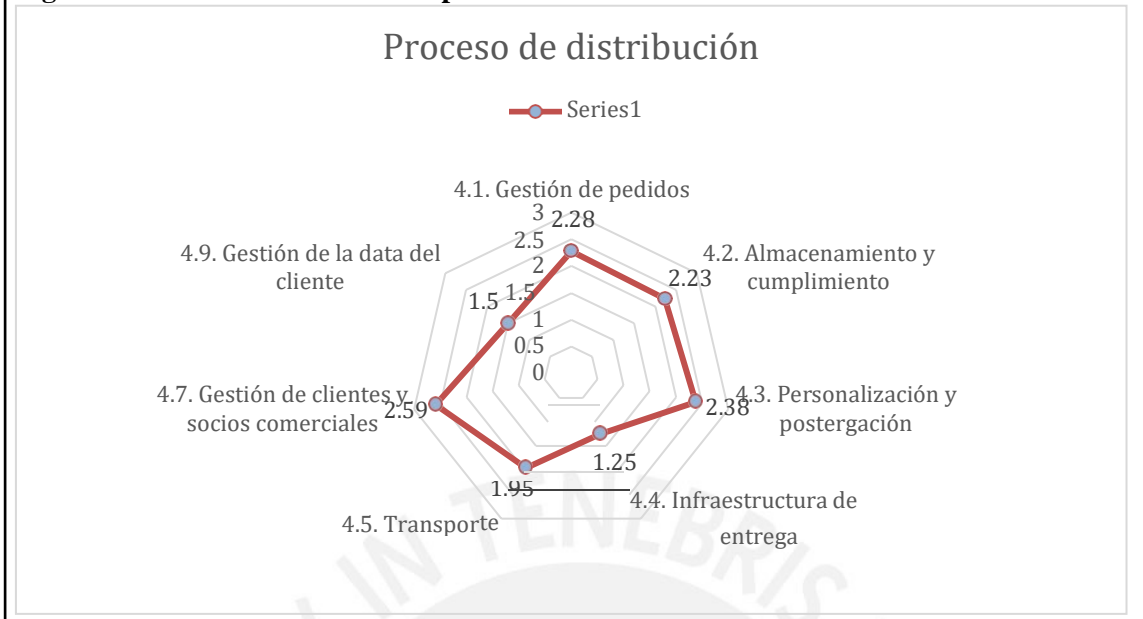 Proceso de distribución
Series1
4.1. Gestión de pedidos
3
2.28
2.5
2
1.5
1
0.5
0
4.2. Almacenamiento y
cumplimiento
2.23
4.3. Personalización y
postergación
2.38
4.4. Infraestructura de
entrega
1.25
4.5. Transporte
1.95
4.7. Gestión de clientes y
socios comerciales
2.59
4.9. Gestión de la data del
cliente
1.5
IN TENEBRIS